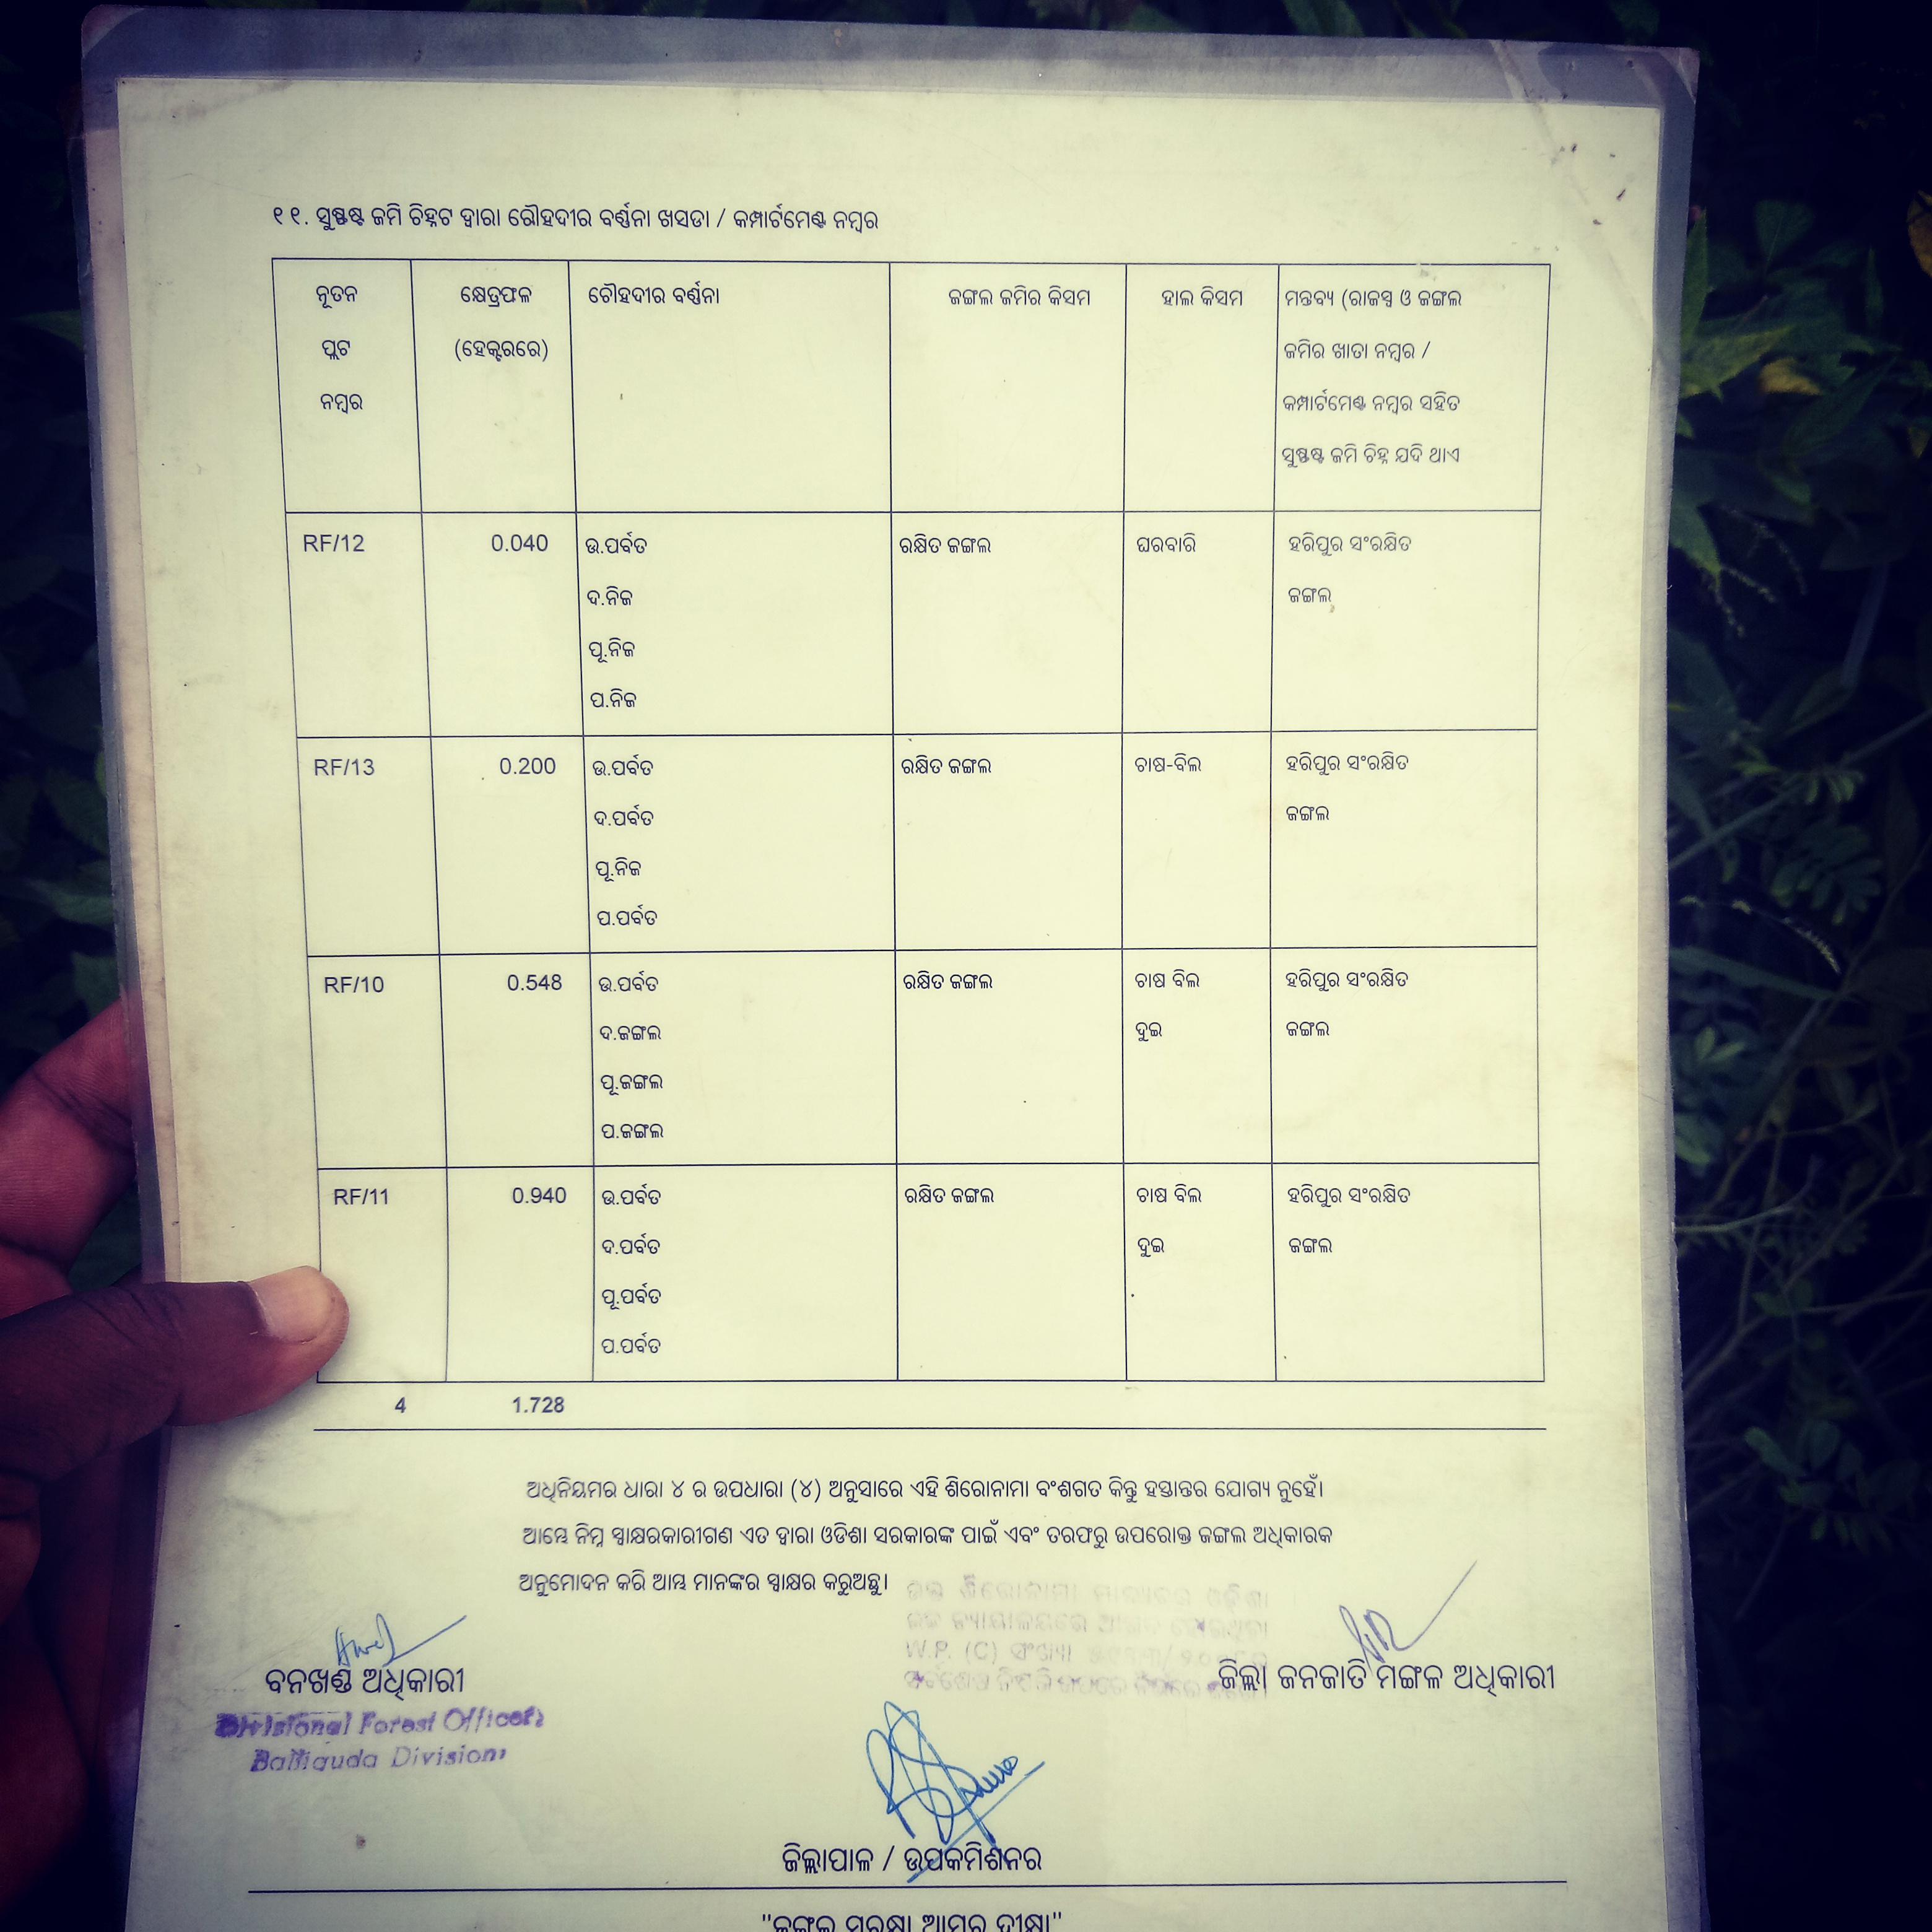 ୧୧. ସୁଷ୍ପଷ୍ଟ ଜମି ଚିହ୍ନଟ ଦ୍ୱାରା ରୌହଦୀର ବର୍ଣ୍ଣନା ଖସଡା / କମ୍ପାର୍ଟମେଣ୍ଟ ନମ୍ବର
ନୂତନ ପ୍ଲଟ ନମ୍ବର
କ୍ଷେତ୍ରଫଳ (ହେକ୍ଟରରେ)
ଚୌହଦୀର ବର୍ଣ୍ଣନା
ଜଙ୍ଗଲ ଜମିର କିସମ
ହାଲ କିସମ
ମନ୍ତବ୍ୟ (ରାଜସ୍ୱ ଓ ଜଙ୍ଗଲ
ଜମିର ଖାତା ନମ୍ବର /
କମ୍ପାର୍ଟମେଣ୍ଟ ନମ୍ବର ସହିତ
ସୁଷ୍ପଷ୍ଟ ଜମି ଚିହ୍ନ ଯଦି ଥାଏ
RF/12 0.040 ଉ.ପର୍ବତ ରକ୍ଷିତ ଜଙ୍ଗଲ ଘରବାରି ହରିପୁର ସଂରକ୍ଷିତ
ଦ.ନିଜ ଜଙ୍ଗଲ
ପୂ.ନିଜ
ପ.ନିଜ
RF/13 0.200 ଉ.ପର୍ବତ ରକ୍ଷିତ ଜଙ୍ଗଲ ଚାଷ-ବିଲ ହରିପୁର ସଂରକ୍ଷିତ
ଦ.ପର୍ବତ ଜଙ୍ଗଲ
ପୂ.ନିଜ
ପ.ପର୍ବତ
RF/10 0.548 ଉ.ପର୍ବତ ରକ୍ଷିତ ଜଙ୍ଗଲ ଚାଷ ବିଲ ହରିପୁର ସଂରକ୍ଷିତ
ଦ.ଜଙ୍ଗଲ ଦୁଇ ଜଙ୍ଗଲ
ପୂ.ଜଙ୍ଗଲ
ପ.ଜଙ୍ଗଲ
RF/11 0.940 ଉ.ପର୍ବତ ରକ୍ଷିତ ଜଙ୍ଗଲ ଚାଷ ବିଲ ହରିପୁର ସଂରକ୍ଷିତ
ଦ.ପର୍ବତ ଦୁଇ ଜଙ୍ଗଲ
ପୂ.ପର୍ବତ
ପ.ପର୍ବତ
4 1.728
ଅଧିନିୟମର ଧାରା ୪ ର ଉପଧାରା (୪) ଅନୁସାରେ ଏହି ଶିରୋନାମା ବଂଶଗତ କିନ୍ତୁ ହସ୍ତାନ୍ତର ଯୋଗ୍ୟ ନୁହେଁ।
ଆମ୍ଭେ ନିମ୍ନ ସ୍ୱାକ୍ଷରକାରୀଗଣ ଏତ ଦ୍ୱାରା ଓଡିଶା ସରକାରଙ୍କ ପାଇଁ ଏବଂ ତରଫରୁ ଉପରୋକ୍ତ ଜଙ୍ଗଲ ଅଧିକାରକ
ଅନୁମୋଦନ କରି ଆମ୍ଭ ମାନଙ୍କର ସ୍ୱାକ୍ଷର କରୁଅଛୁ।
W.P. (C) ସଂଖ୍ୟା
ବନଖଣ୍ଡ ଅଧିକାରୀ
ଜିଲ୍ଲା ଜନଜାତି ମଙ୍ଗଳ ଅଧିକାରୀ
Divisional Forest Officer,
Balliguda Division
ଜିଲ୍ଲାପାଳ / ଉପକମିଶନର
"ଜଙ୍ଗଲ ସୁରକ୍ଷା ଆମର ଦୀକ୍ଷା"